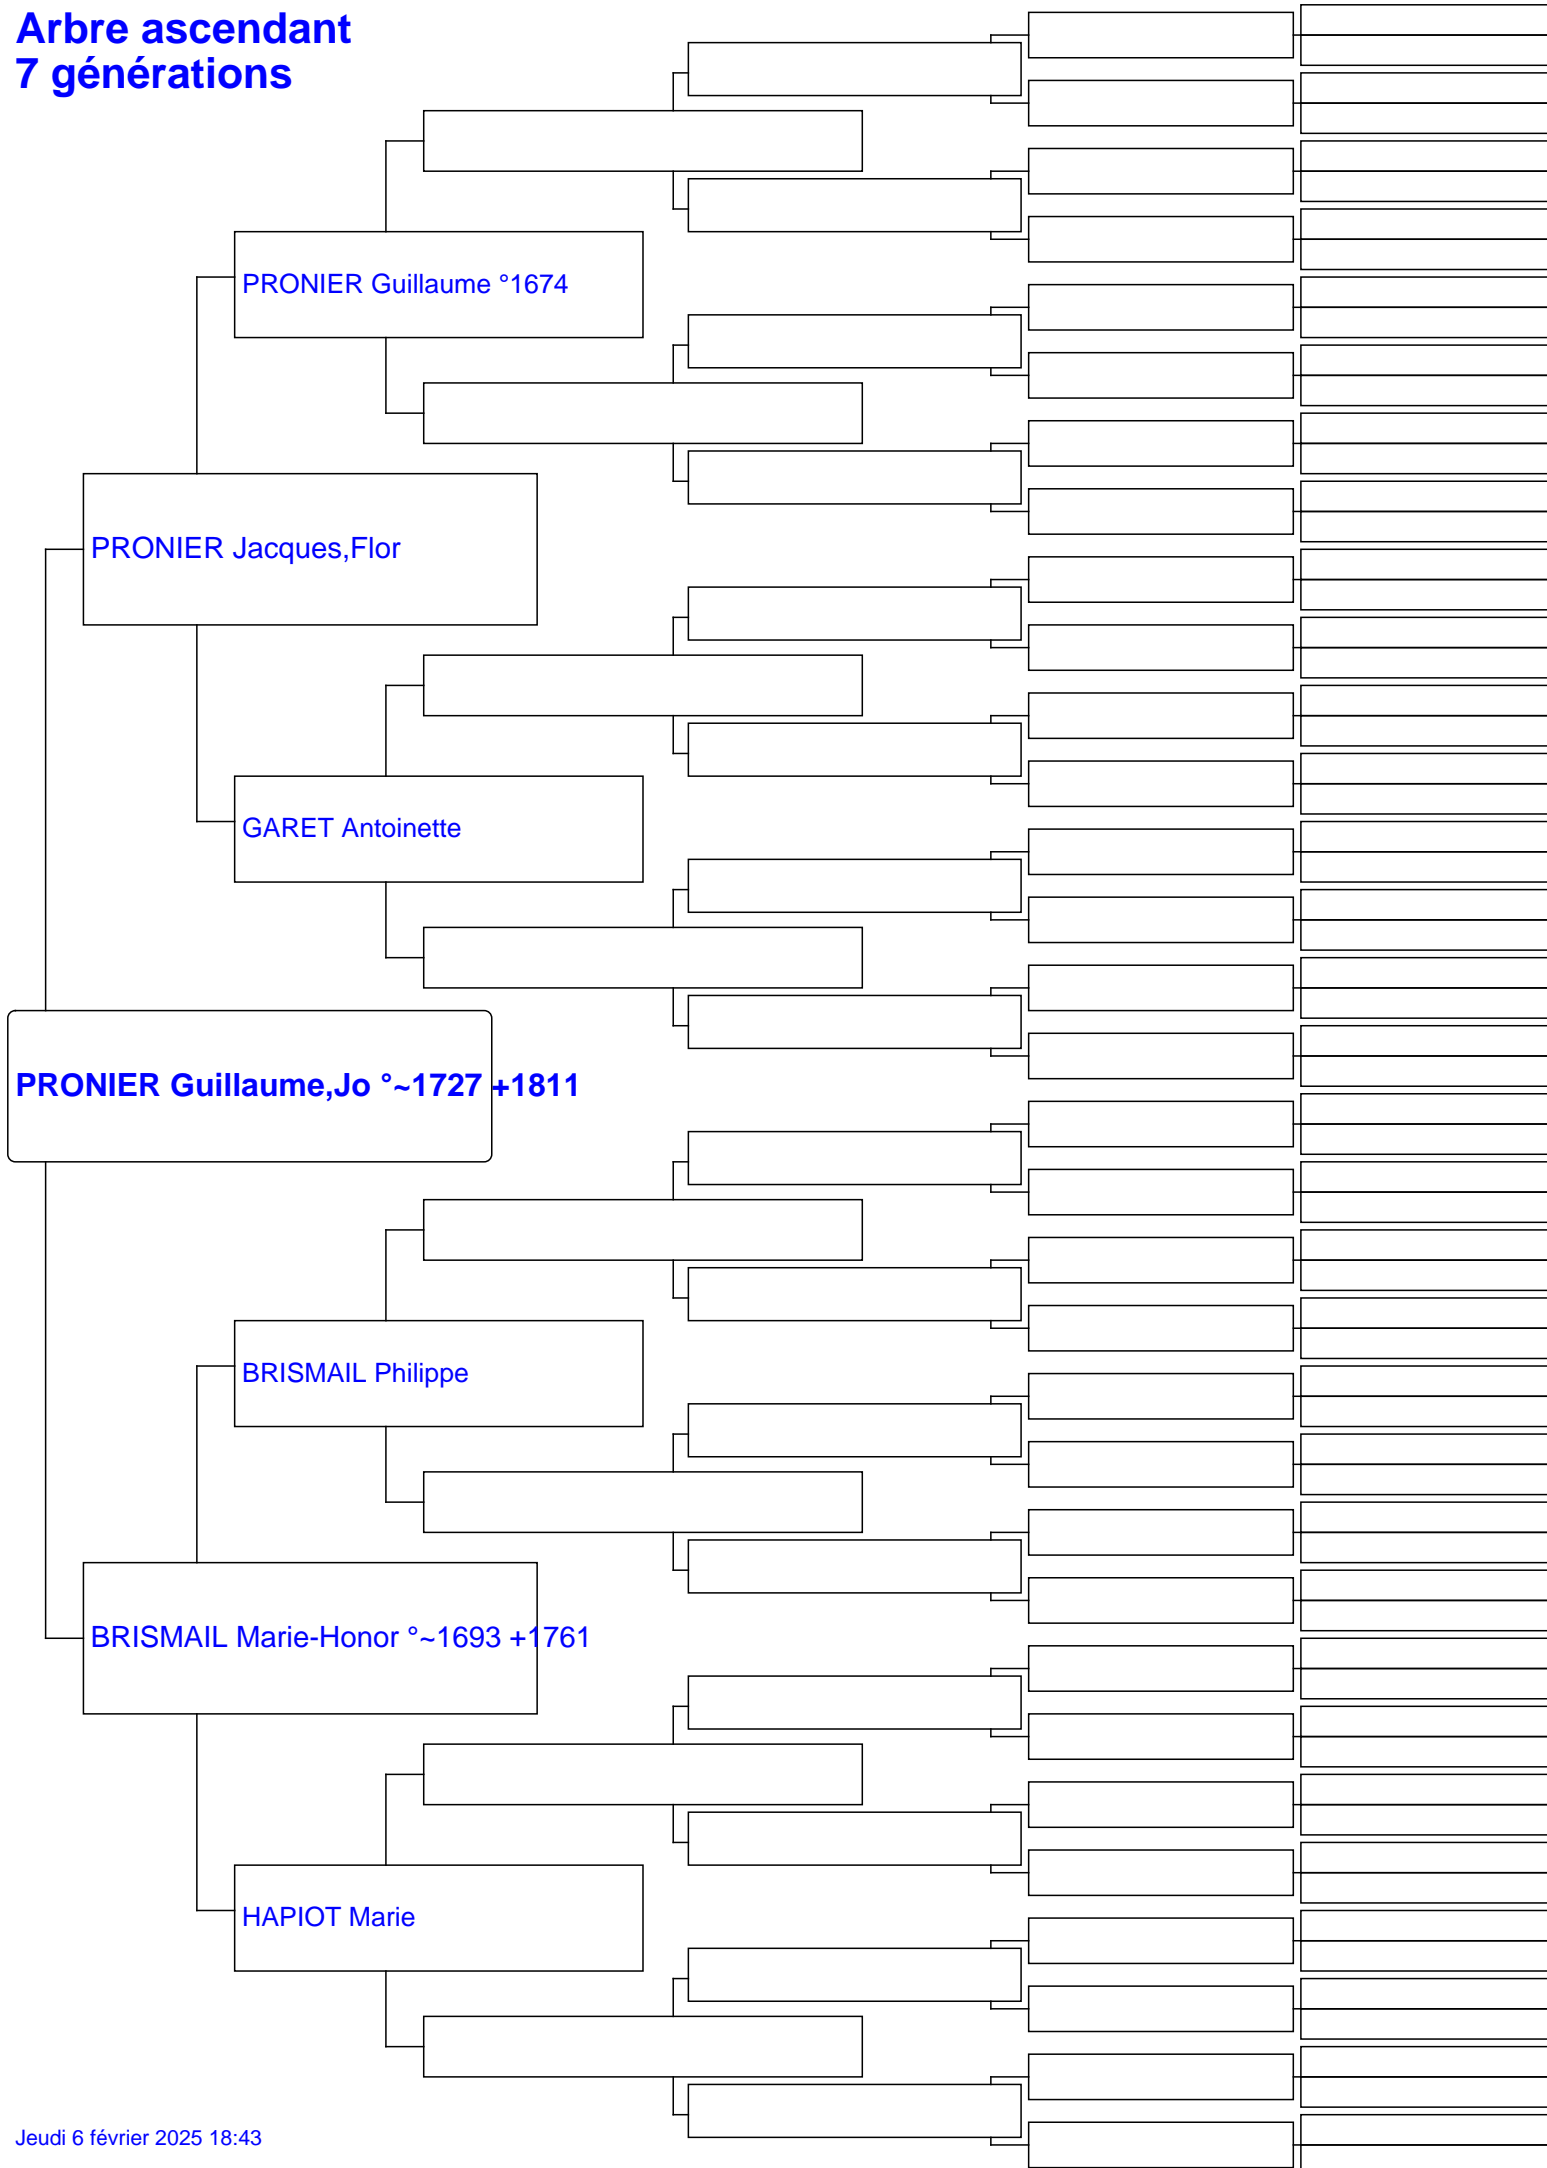 Arbre ascendant
7 générations
PRONIER Guillaume °1674
PRONIER Jacques,Flor
GARET Antoinette
PRONIER Guillaume,Jo °~1727 +1811
BRISMAIL Philippe
BRISMAIL Marie-Honor °~1693 +1761
HAPIOT Marie
Jeudi 6 février 2025 18:43